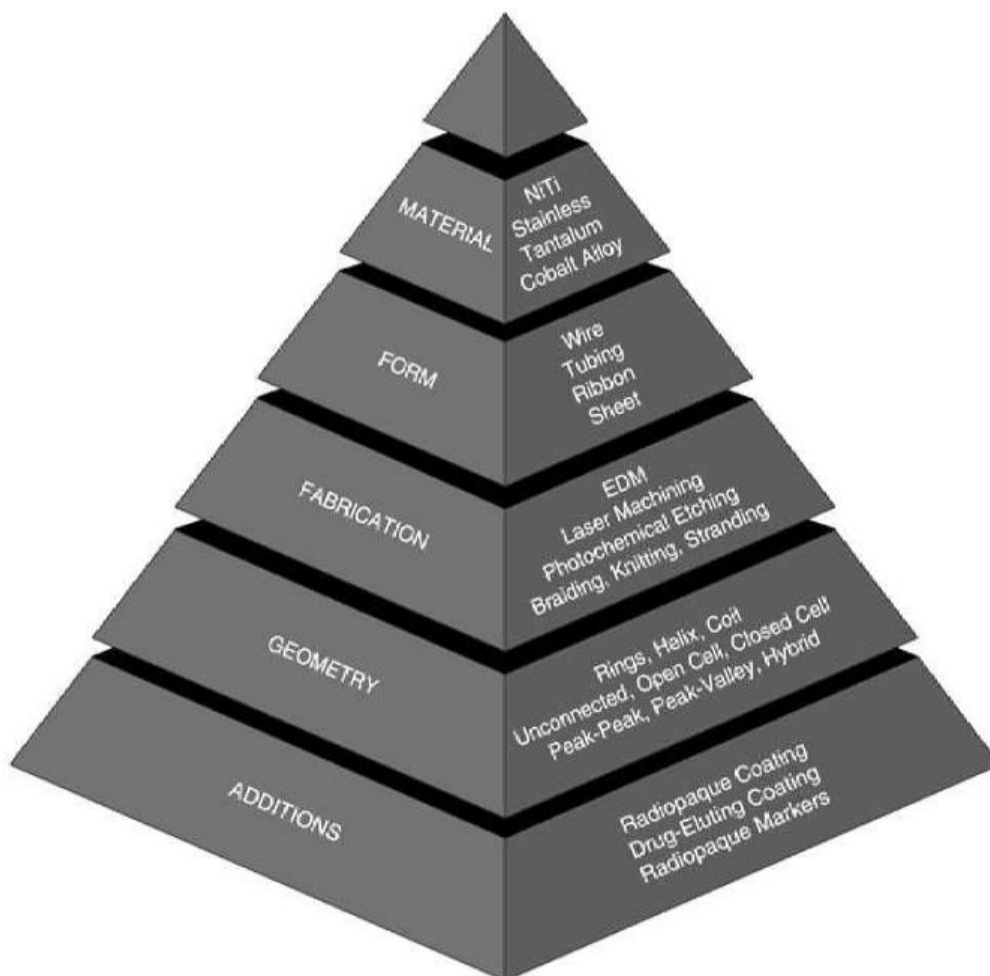 MATERIAL
NiTi
Stainless
Tantalum
Cobalt Alloy
FORM
Wire
Tubing
Ribbon
Sheet
FABRICATION
EDM
Laser Machining
Photochemical Etching
Braiding, Knitting, Stranding
GEOMETRY
Rings, Helix, Coil
Unconnected, Open Cell, Closed Cell
Peak-Peak, Peak-Valley, Hybrid
ADDITIONS
Radiopaque Coating
Drug-Eluting Coating
Radiopaque Markers